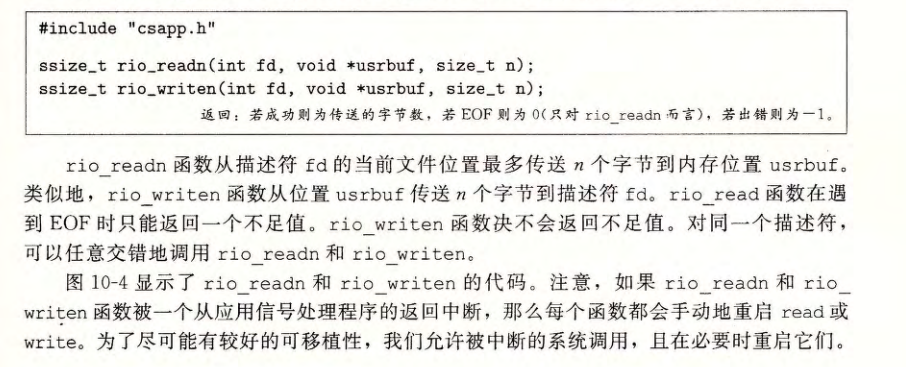 #include "csapp.h"
ssize_t rio_readn(int fd, void *usrbuf, size_t n);
ssize_t rio_writen(int fd, void *usrbuf, size_t n);
返回：若成功则为传送的字节数，若 EOF 则为 0(只对 rio_readn 而言)，若出错则为－1。
rio_readn 函数从描述符 fd 的当前文件位置最多传送 n 个字节到内存位置 usrbuf。
类似地，rio_writen 函数从位置 usrbuf 传送 n 个字节到描述符 fd。rio_read 函数在遇
到 EOF 时只能返回一个不足值。rio_writen 函数决不会返回不足值。对同一个描述符，
可以任意交错地调用 rio_readn 和 rio_writen。
图 10-4 显示了 rio_readn 和 rio_writen 的代码。注意，如果 rio_readn 和 rio_
writen 函数被一个从应用信号处理程序的返回中断，那么每个函数都会手动地重启 read 或
write。为了尽可能有较好的可移植性，我们允许被中断的系统调用，且在必要时重启它们。